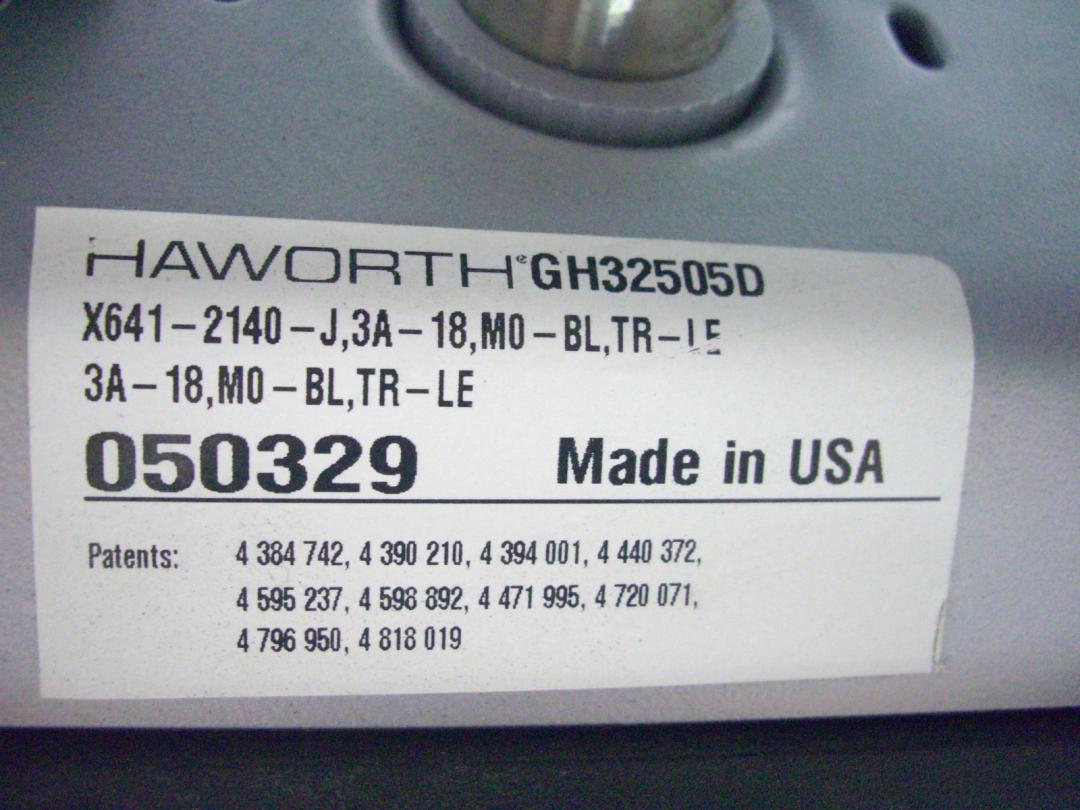 HAWORTH® GH32505D
X641-2140-J,3A-18,M0-BL,TR-LE
3A-18,M0-BL,TR-LE
050329 Made in USA
Patents: 4 384 742, 4 390 210, 4 394 001, 4 440 372,
4 595 237, 4 598 892, 4 471 995, 4 720 071,
4 796 950, 4 818 019